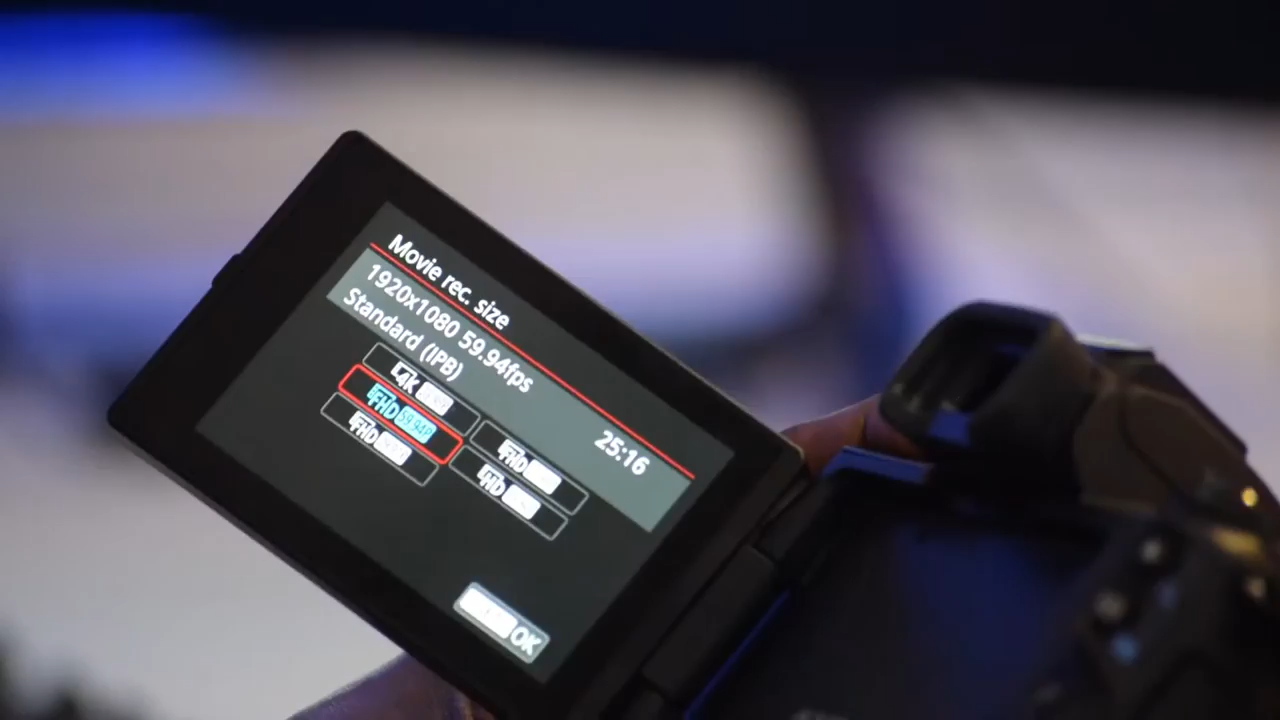 Movie rec. size
1920x1080 59.94fps
Standard (IPB) 25:16
4K
FHD 59.94P FHD
FHD HD
OK